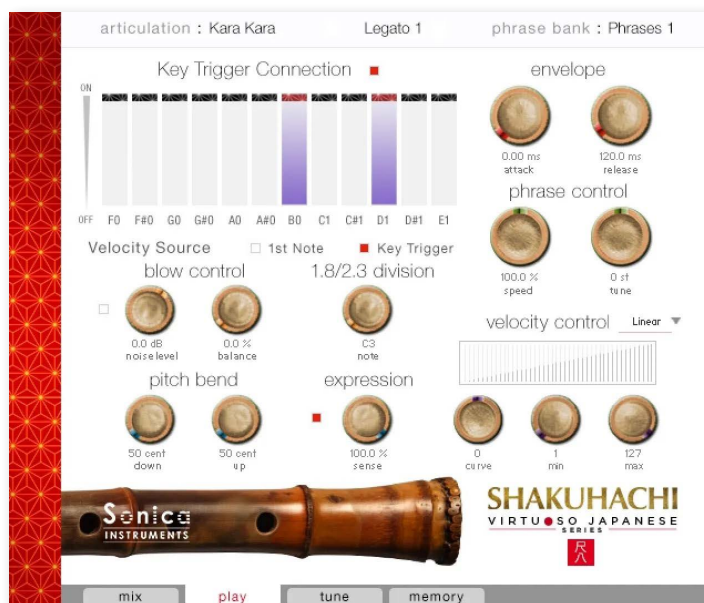 articulation : Kara Kara Legato 1 phrase bank : Phrases 1
Key Trigger Connection
ON
OFF
F0 F#0 G0 G#0 A0 A#0 B0 C1 C#1 D1 D#1 E1
envelope
0.00 ms 120.0 ms
attack release
phrase control
100.0 % 0 st
speed tune
Velocity Source 1st Note Key Trigger
blow control
0.0 dB 0.0 %
noise level balance
1.8/2.3 division
C3
note
velocity control Linear
0 1 127
curve min max
pitch bend
50 cent 50 cent
down up
expression
100.0 %
sense
Sonica
INSTRUMENTS
SHAKUHACHI
VIRTUOSO JAPANESE
SERIES
尺八
mix play tune memory